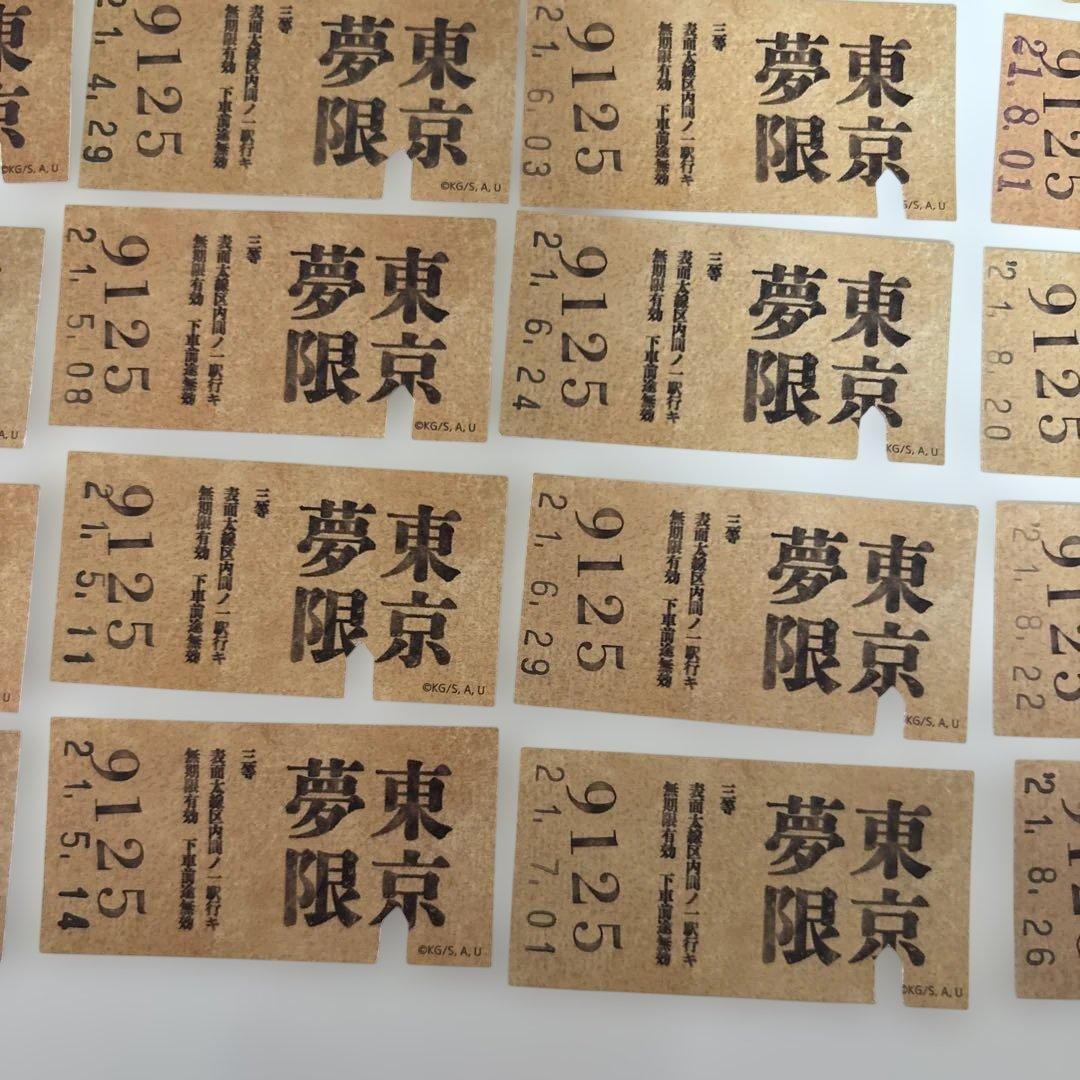 東京
©KG/S, A, U
東京
夢限
三等
表面太線区内間ノ一駅行キ
無期限有効 下車前途無効
9125
21.4.29
©KG/S, A, U
東京
夢限
三等
表面太線区内間ノ一駅行キ
無期限有効 下車前途無効
9125
21.6.03
G/S, A, U
9125
21.8.01
A, U
東京
夢限
三等
表面太線区内間ノ一駅行キ
無期限有効 下車前途無効
9125
21.5.08
©KG/S, A, U
東京
夢限
三等
表面太線区内間ノ一駅行キ
無期限有効 下車前途無効
9125
21.6.24
KG/S, A, U
9125
21.8.20
U
東京
夢限
三等
表面太線区内間ノ一駅行キ
無期限有効 下車前途無効
9125
21.5.11
©KG/S, A, U
東京
夢限
三等
表面太線区内間ノ一駅行キ
無期限有効 下車前途無効
9125
21.6.29
©KG/S, A, U
9125
21.8.22
東京
夢限
三等
表面太線区内間ノ一駅行キ
無期限有効 下車前途無効
9125
21.5.14
©KG/S, A, U
東京
夢限
三等
表面太線区内間ノ一駅行キ
無期限有効 下車前途無効
9125
21.7.01
©KG/S, A, U
912
21.8.26